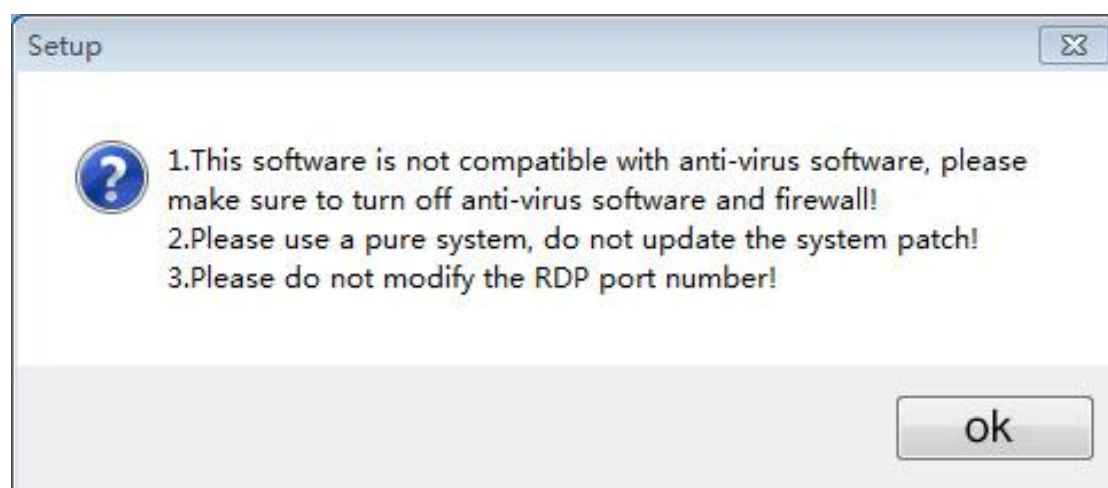 Setup
1.This software is not compatible with anti-virus software, please
make sure to turn off anti-virus software and firewall!
2.Please use a pure system, do not update the system patch!
3.Please do not modify the RDP port number!
ok